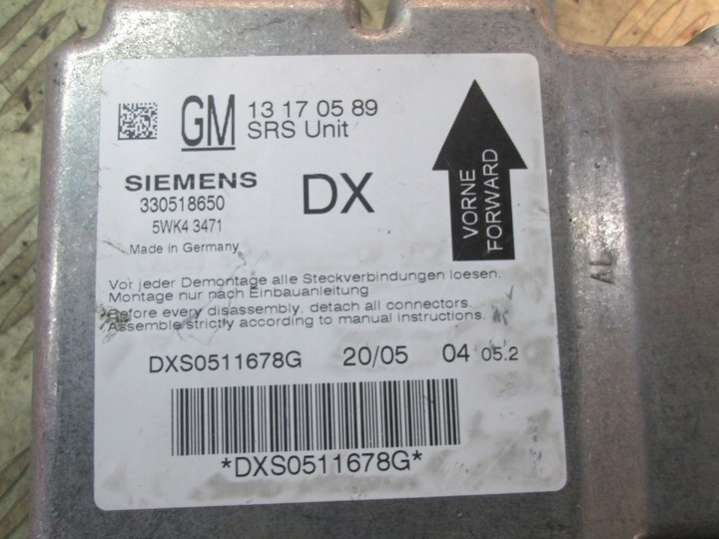 GM 13 17 05 89
SRS Unit
SIEMENS
330518650
5WK4 3471
Made in Germany
DX
VORNE
FORWARD
Vor jeder Demontage alle Steckverbindungen loesen.
Montage nur nach Einbauanleitung
Before every disassembly, detach all connectors.
Assemble strictly according to manual instructions.
DXS0511678G 20/05 04 05.2
*DXS0511678G*
AL